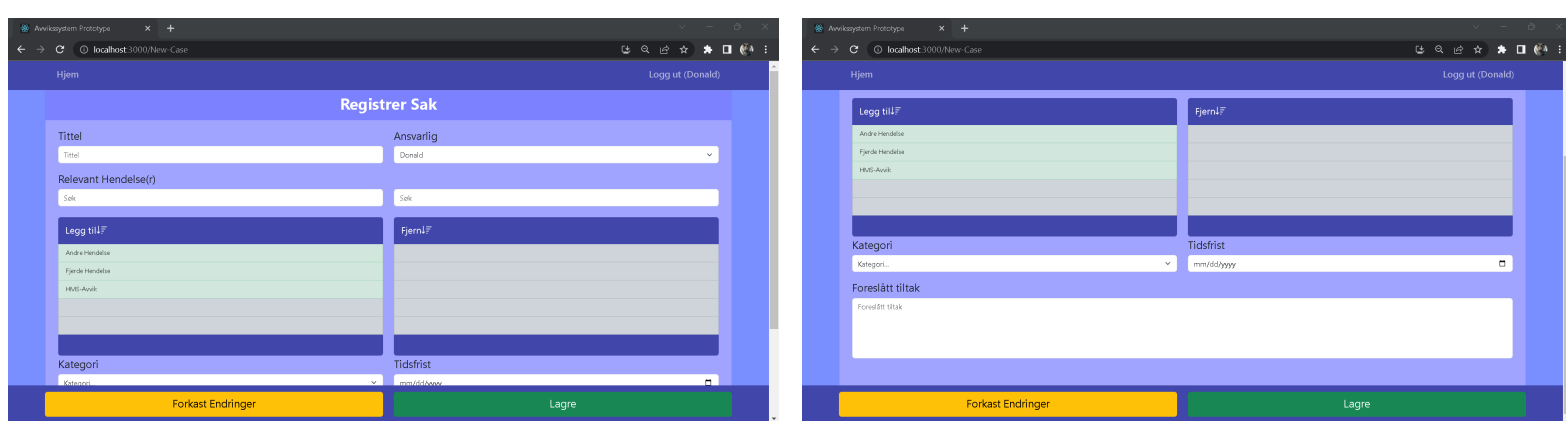 Avvikssystem Prototype
localhost:3000/New-Case
Hjem
Logg ut (Donald)
Registrer Sak
Tittel
Ansvarlig
Tittel
Donald
Relevant Hendelse(r)
Søk
Søk
Legg til
Fjern
Andre Hendelse
Fjerde Hendelse
HMS-Avvik
Kategori
Tidsfrist
Kategori...
mm/dd/yyyy
Forkast Endringer
Lagre
Avvikssystem Prototype
localhost:3000/New-Case
Hjem
Logg ut (Donald)
Legg til
Fjern
Andre Hendelse
Fjerde Hendelse
HMS-Avvik
Kategori
Tidsfrist
Kategori...
mm/dd/yyyy
Foreslått tiltak
Foreslått tiltak
Forkast Endringer
Lagre